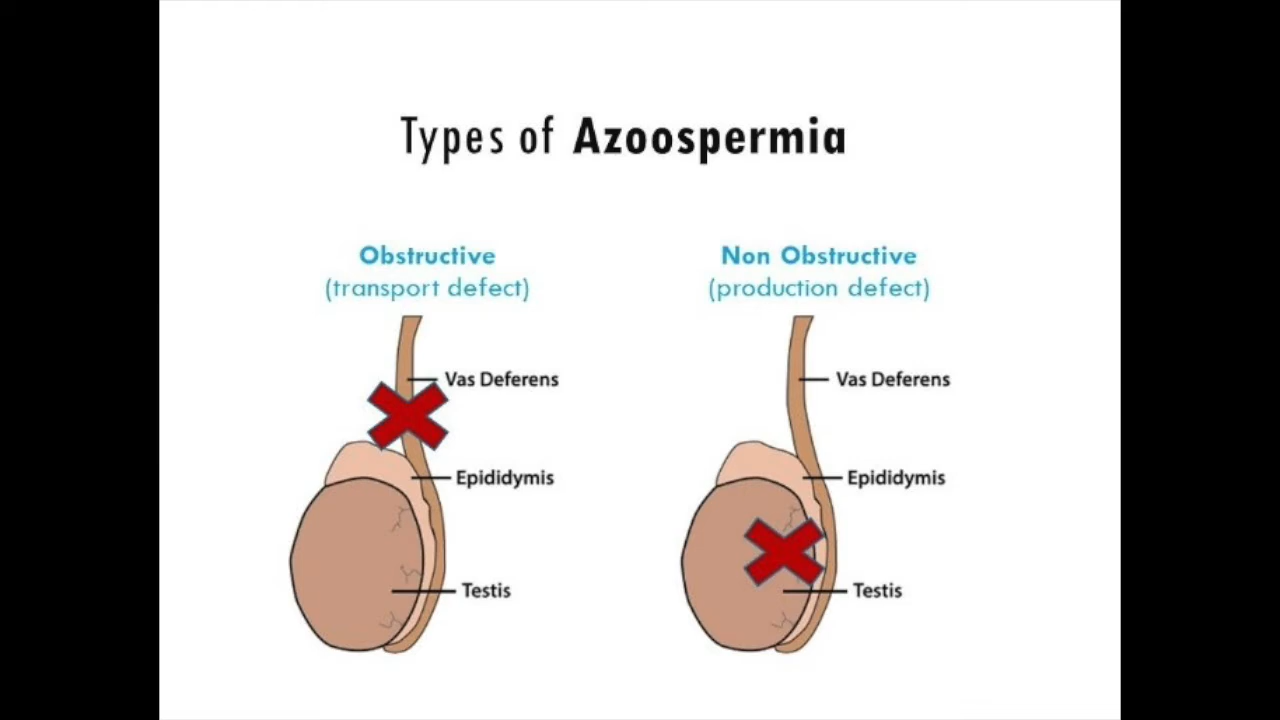 Types of Azoospermia
Obstructive
(transport defect)
Vas Deferens
Epididymis
Testis
Non Obstructive
(production defect)
Vas Deferens
Epididymis
Testis